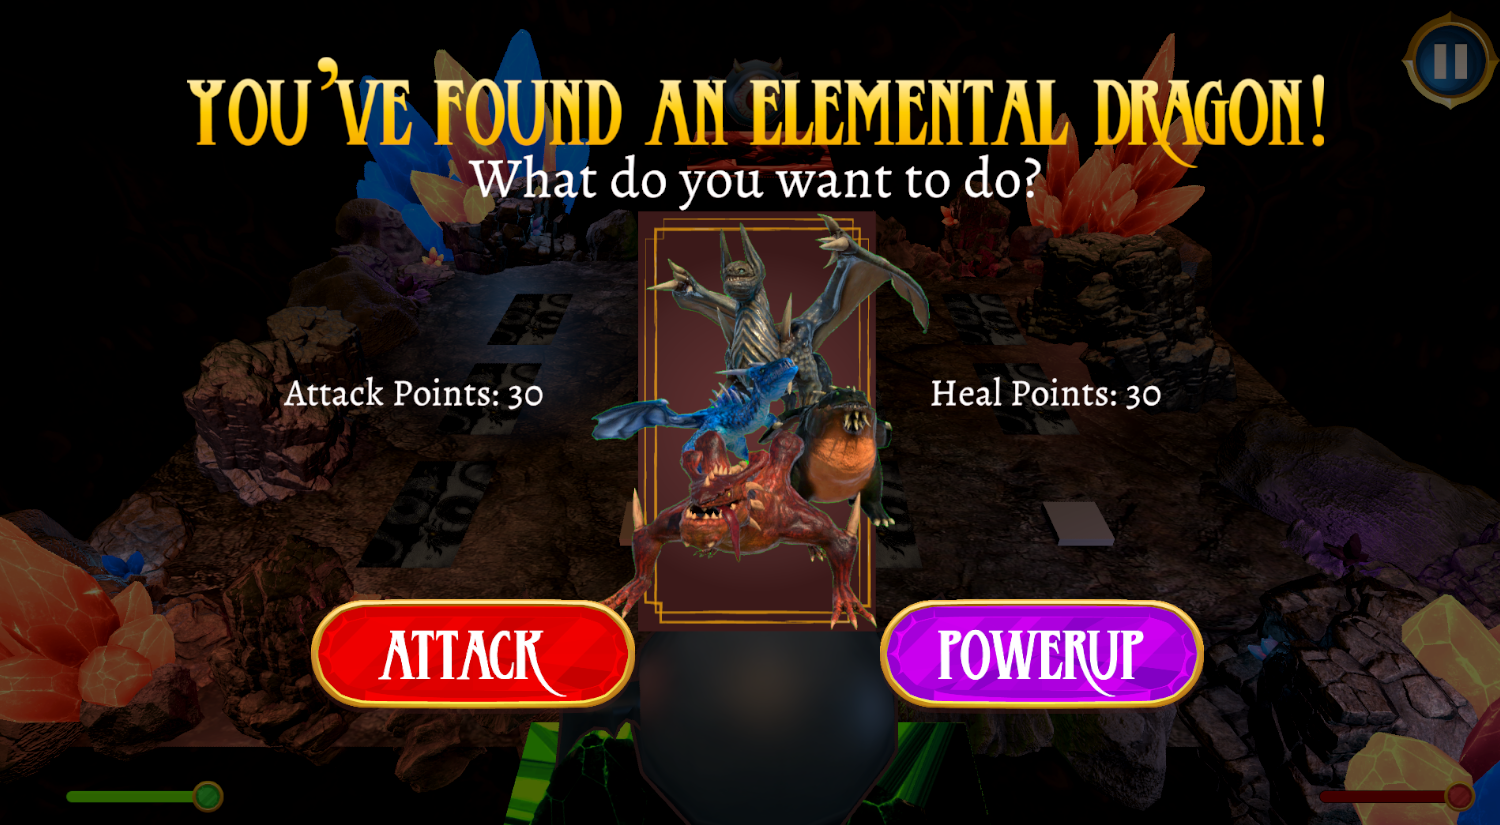 YOU'VE FOUND AN ELEMENTAL DRAGON!
What do you want to do?
Attack Points: 30
Heal Points: 30
ATTACK
POWERUP